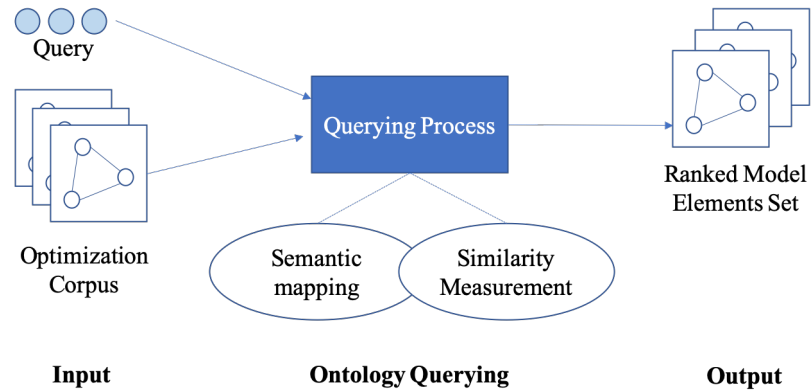 Query
Optimization
Corpus
Querying Process
Semantic
mapping
Similarity
Measurement
Ranked Model
Elements Set
Input
Ontology Querying
Output